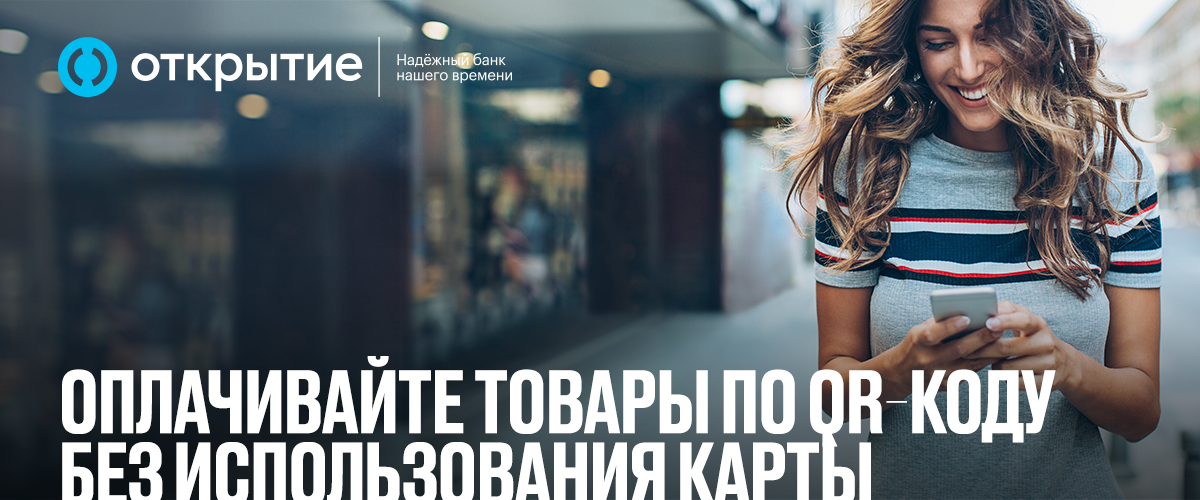 открытие
Надёжный банк
нашего времени
ОПЛАЧИВАЙТЕ ТОВАРЫ ПО QR-КОДУ
БЕЗ ИСПОЛЬЗОВАНИЯ КАРТЫ